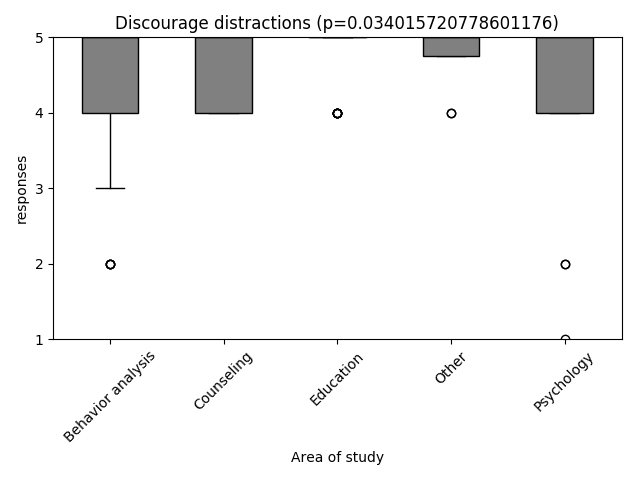 Discourage distractions (p=0.034015720778601176)
5
4
3
2
1
responses
Behavior analysis
Counseling
Education
Other
Psychology
Area of study